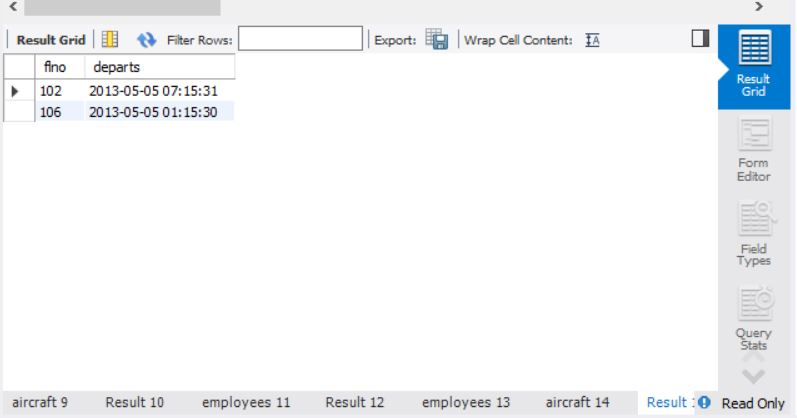 Result Grid Filter Rows: Export: Wrap Cell Content: IA
flno departs
102 2013-05-05 07:15:31
106 2013-05-05 01:15:30
Result
Grid
Form
Editor
Field
Types
Query
Stats
aircraft 9 Result 10 employees 11 Result 12 employees 13 aircraft 14 Result Read Only